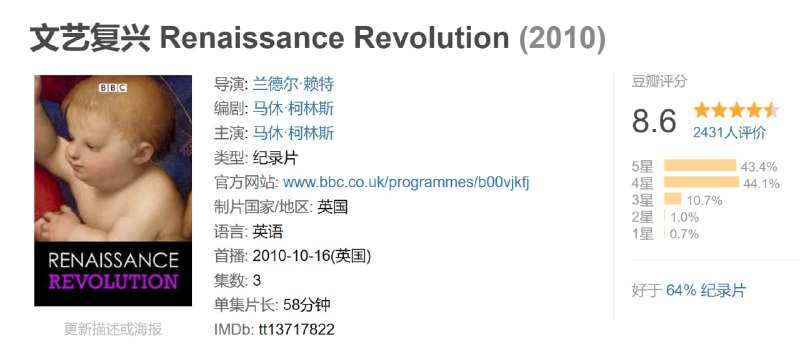 文艺复兴 Renaissance Revolution (2010)
BBC
RENAISSANCE
REVOLUTION
更新描述或海报
导演: 兰德尔·赖特
编剧: 马休·柯林斯
主演: 马休·柯林斯
类型: 纪录片
官方网站: www.bbc.co.uk/programmes/b00vjkfj
制片国家/地区: 英国
语言: 英语
首播: 2010-10-16(英国)
集数: 3
单集片长: 58分钟
IMDb: tt13717822
豆瓣评分
8.6
2431人评价
5星 43.4%
4星 44.1%
3星 10.7%
2星 1.0%
1星 0.7%
好于 64% 纪录片